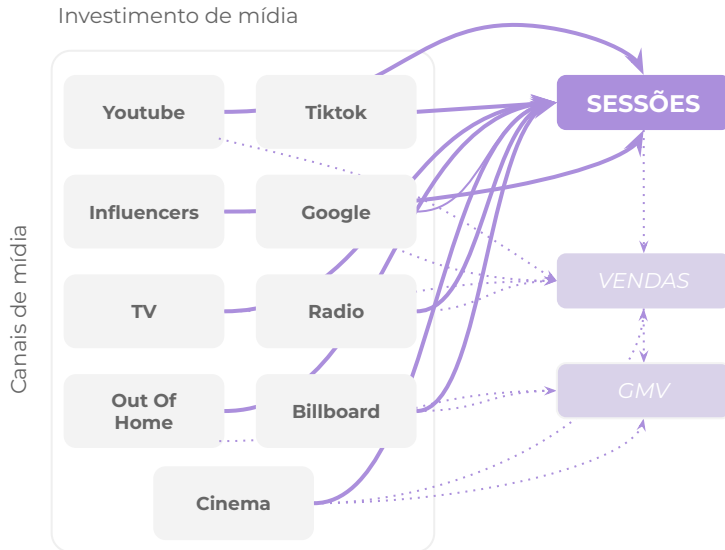 Investimento de mídia
Canais de mídia
Youtube
Tiktok
SESSÕES
Influencers
Google
TV
Radio
VENDAS
Out Of
Home
Billboard
GMV
Cinema